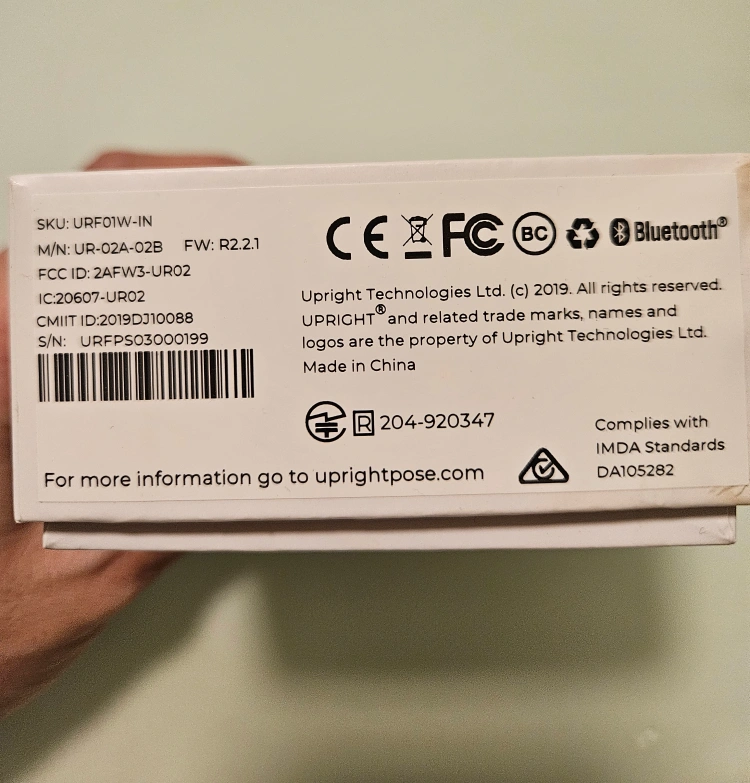 SKU: URF01W-IN
M/N: UR-02A-02B FW: R2.2.1
FCC ID: 2AFW3-UR02
IC:20607-UR02
CMIIT ID:2019DJ10088
S/N: URFPS03000199
CE FC BC Bluetooth®
Upright Technologies Ltd. (c) 2019. All rights reserved.
UPRIGHT® and related trade marks, names and
logos are the property of Upright Technologies Ltd.
Made in China
R 204-920347
Complies with
IMDA Standards
DA105282
For more information go to uprightpose.com